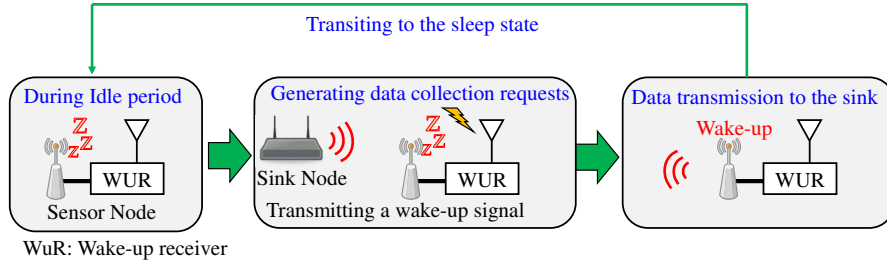 Transiting to the sleep state
During Idle period
Z
Z
Z
WUR
Sensor Node
Generating data collection requests
Z
Z
Z
WUR
Sink Node
Transmitting a wake-up signal
Data transmission to the sink
Wake-up
WUR
WuR: Wake-up receiver